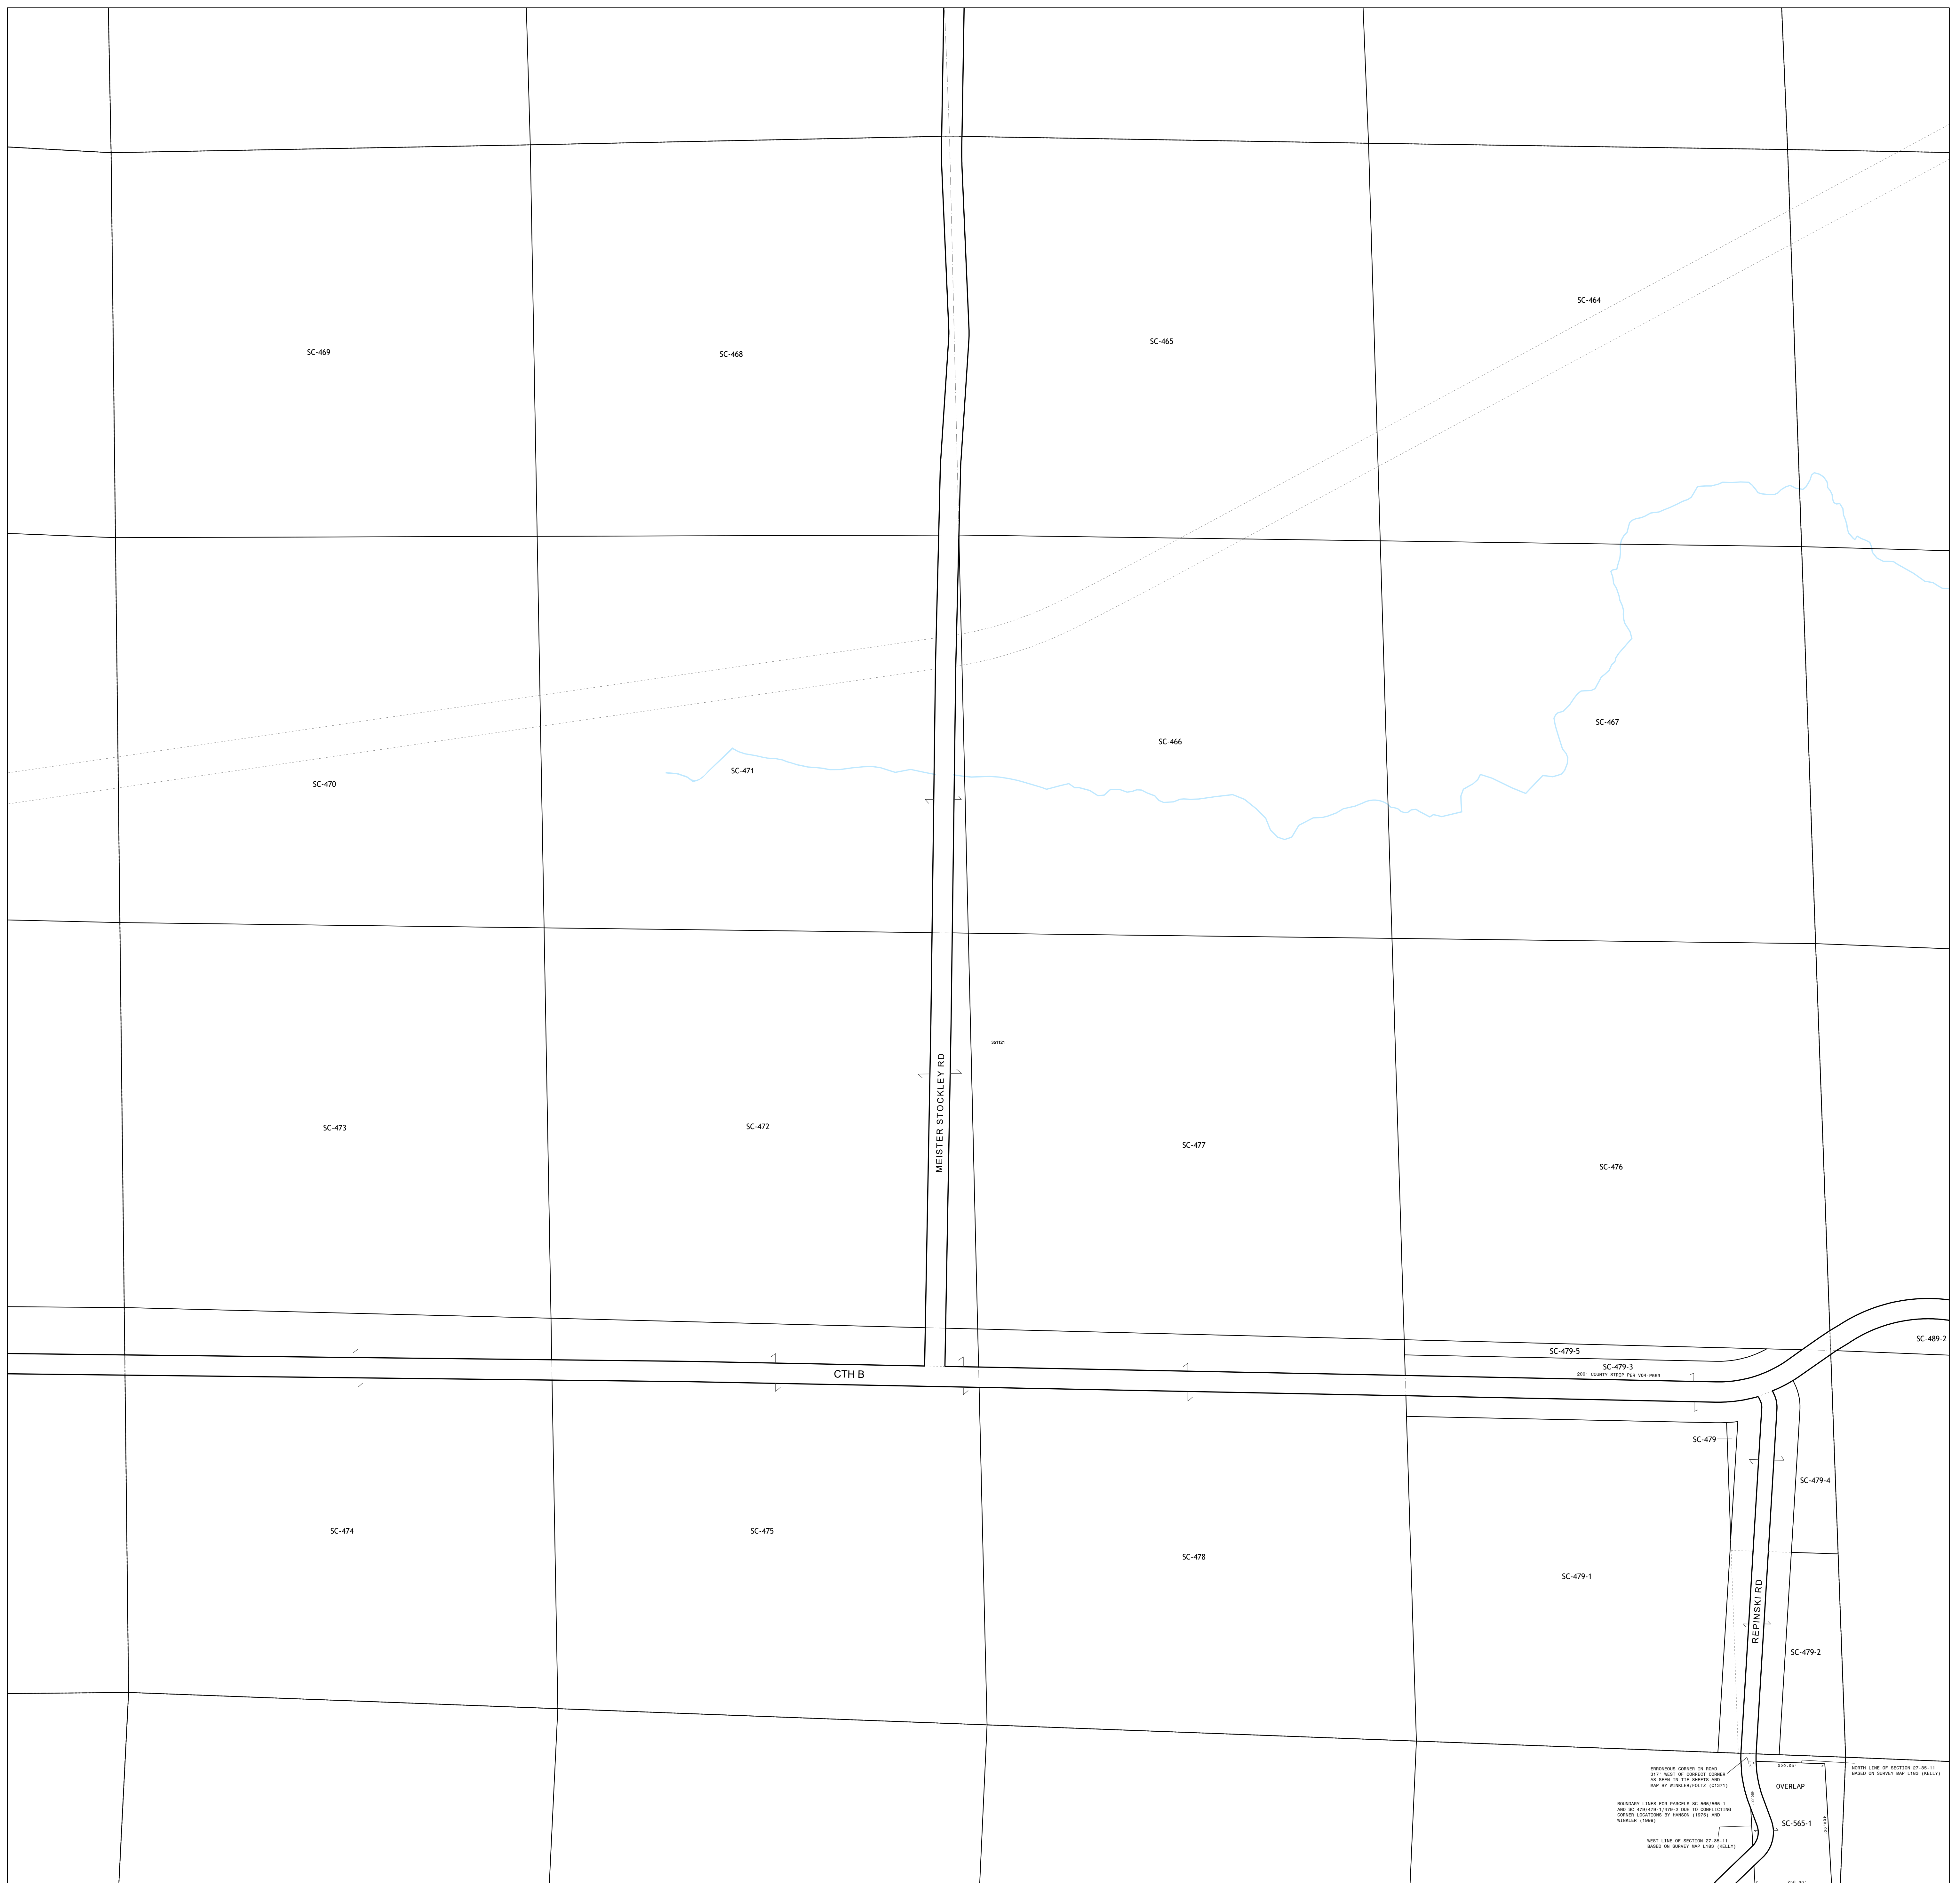 SC-464
SC-465
SC-469
SC-468
SC-467
SC-466
SC-471
SC-470
351121
MEISTER STOCKLEY RD
SC-473
SC-472
SC-477
SC-476
SC-489-2
SC-479-5
SC-479-3
CTH B
200' COUNTY STRIP PER V64-P569
SC-479
SC-479-4
SC-474
SC-475
SC-478
SC-479-1
REPINSKI RD
SC-479-2
ERRONEOUS CORNER IN ROAD
317' WEST OF CORRECT CORNER
AS SEEN IN TIE SHEETS AND
MAP BY WINKLER/FOLTZ (C1371)
250.00'
NORTH LINE OF SECTION 27-35-11
BASED ON SURVEY MAP L183 (KELLY)
OVERLAP
BOUNDARY LINES FOR PARCELS SC 565/565-1
AND SC 479/479-1/479-2 DUE TO CONFLICTING
CORNER LOCATIONS BY HANSON (1975) AND
WINKLER (1998)
SC-565-1
WEST LINE OF SECTION 27-35-11
BASED ON SURVEY MAP L183 (KELLY)